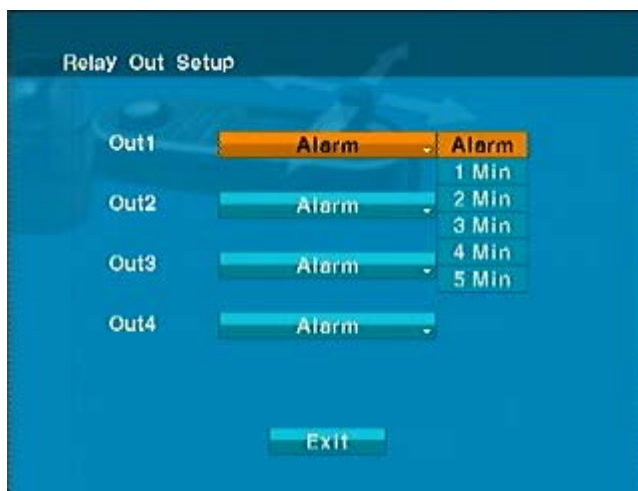 Relay Out Setup
Out1 Alarm Alarm
1 Min
Out2 Alarm 2 Min
3 Min
Out3 Alarm 4 Min
5 Min
Out4 Alarm
Exit